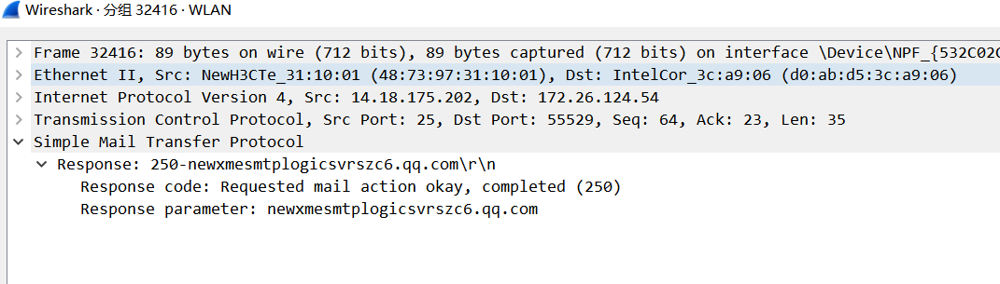 Wireshark · 分组 32416 · WLAN
Frame 32416: 89 bytes on wire (712 bits), 89 bytes captured (712 bits) on interface \Device\NPF_{532C02C
Ethernet II, Src: NewH3CTe_31:10:01 (48:73:97:31:10:01), Dst: IntelCor_3c:a9:06 (d0:ab:d5:3c:a9:06)
Internet Protocol Version 4, Src: 14.18.175.202, Dst: 172.26.124.54
Transmission Control Protocol, Src Port: 25, Dst Port: 55529, Seq: 64, Ack: 23, Len: 35
Simple Mail Transfer Protocol
Response: 250-newxmesmtplogicsvrszc6.qq.com\r\n
Response code: Requested mail action okay, completed (250)
Response parameter: newxmesmtplogicsvrszc6.qq.com